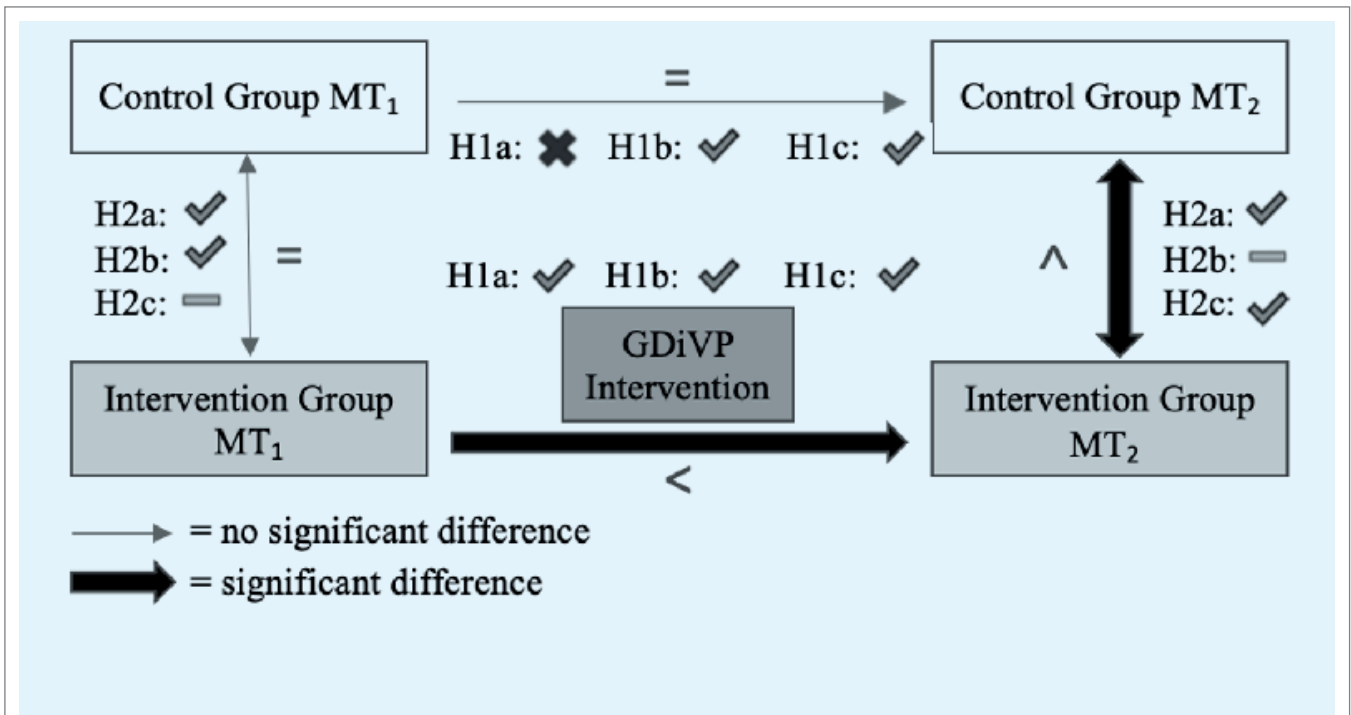 Control Group MT₁
=
Control Group MT₂
H1a: ✖ H1b: ✔ H1c: ✔
H2a: ✔
H2b: ✔
H2c: −
=
H1a: ✔ H1b: ✔ H1c: ✔
^
H2a: ✔
H2b: −
H2c: ✔
GDiVP
Intervention
Intervention Group
MT₁
<
Intervention Group
MT₂
= no significant difference
= significant difference